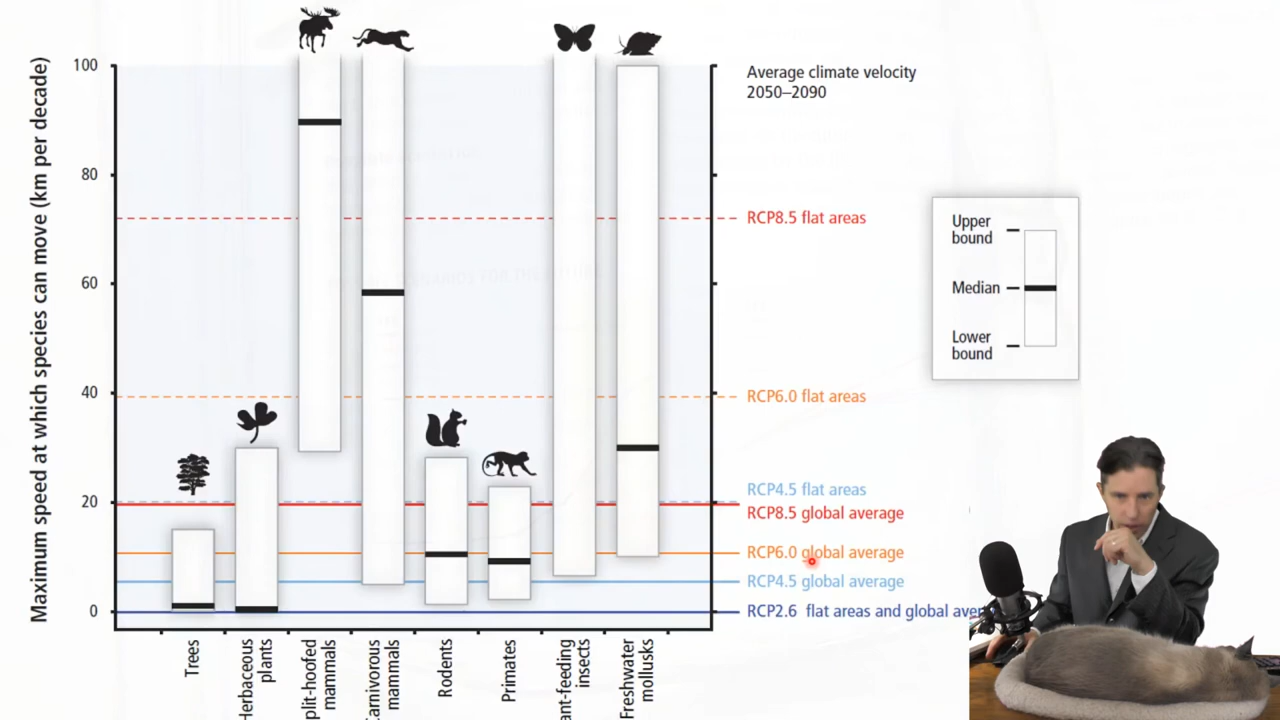 Maximum speed at which species can move (km per decade)
100
80
60
40
20
0
Average climate velocity
2050–2090
RCP8.5 flat areas
RCP6.0 flat areas
RCP4.5 flat areas
RCP8.5 global average
RCP6.0 global average
RCP4.5 global average
RCP2.6 flat areas and global aver
Upper
bound
Median
Lower
bound
Trees
Herbaceous
plants
plit-hoofed
mammals
arnivorous
mammals
Rodents
Primates
ant-feeding
insects
Freshwater
mollusks